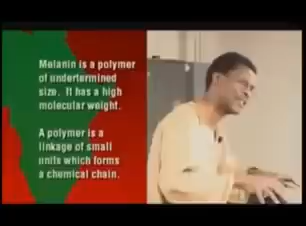 Melanin is a polymer
of undertermined
size. It has a high
molecular weight.
A polymer is a
linkage of small
units which forms
a chemical chain.